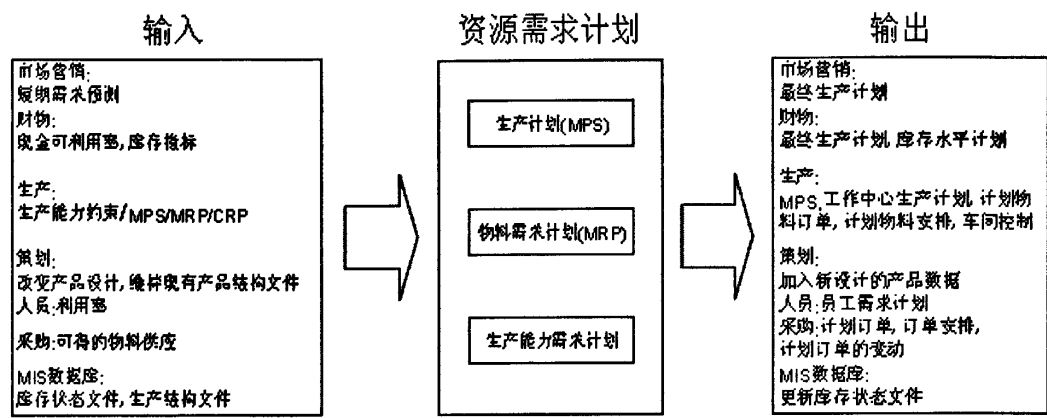 输入
市场营销:
短期需求预测
财物:
现金可利用率,库存指标
生产:
生产能力约束/MPS/MRP/CRP
策划:
改变产品设计,维持现有产品结构文件
人员:利用率
采购:可得的物料供应
MIS数据库:
库存状态文件,生产结构文件
资源需求计划
生产计划(MPS)
物料需求计划(MRP)
生产能力需求计划
输出
市场营销:
最终生产计划
财物:
最终生产计划,库存水平计划
生产:
MPS,工作中心生产计划,计划物
料订单,计划物料安排,车间控制
策划:
加入新设计的产品数据
人员:员工需求计划
采购:计划订单,订单安排,
计划订单的变动
MIS数据库:
更新库存状态文件